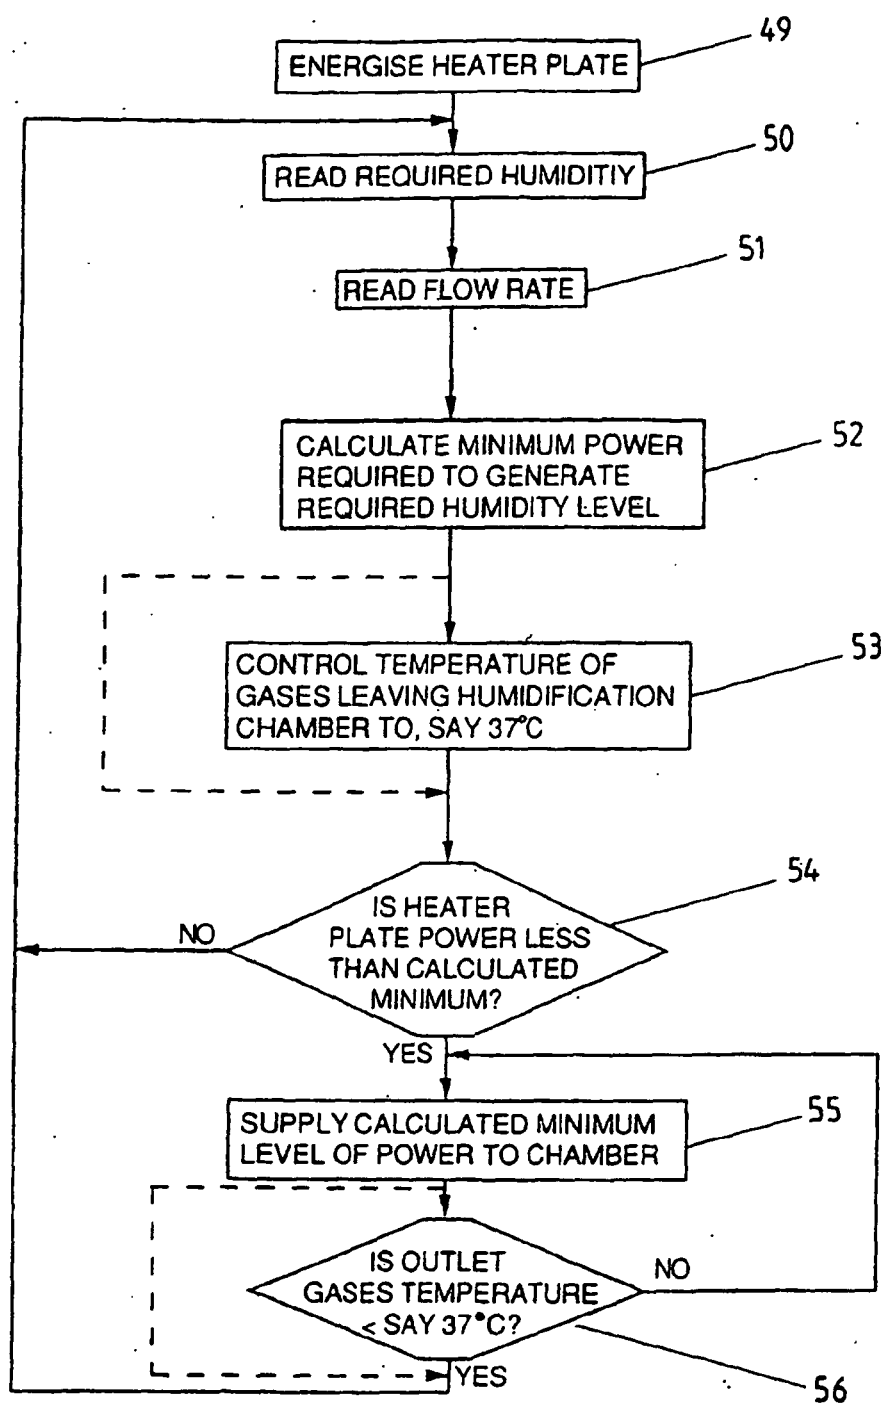 49
ENERGISE HEATER PLATE
50
READ REQUIRED HUMIDITIY
51
READ FLOW RATE
52
CALCULATE MINIMUM POWER
REQUIRED TO GENERATE
REQUIRED HUMIDITY LEVEL
53
CONTROL TEMPERATURE OF
GASES LEAVING HUMIDIFICATION
CHAMBER TO, SAY 37°C
54
IS HEATER
PLATE POWER LESS
THAN CALCULATED
MINIMUM?
NO
YES
55
SUPPLY CALCULATED MINIMUM
LEVEL OF POWER TO CHAMBER
IS OUTLET
GASES TEMPERATURE
< SAY 37°C?
NO
YES
56